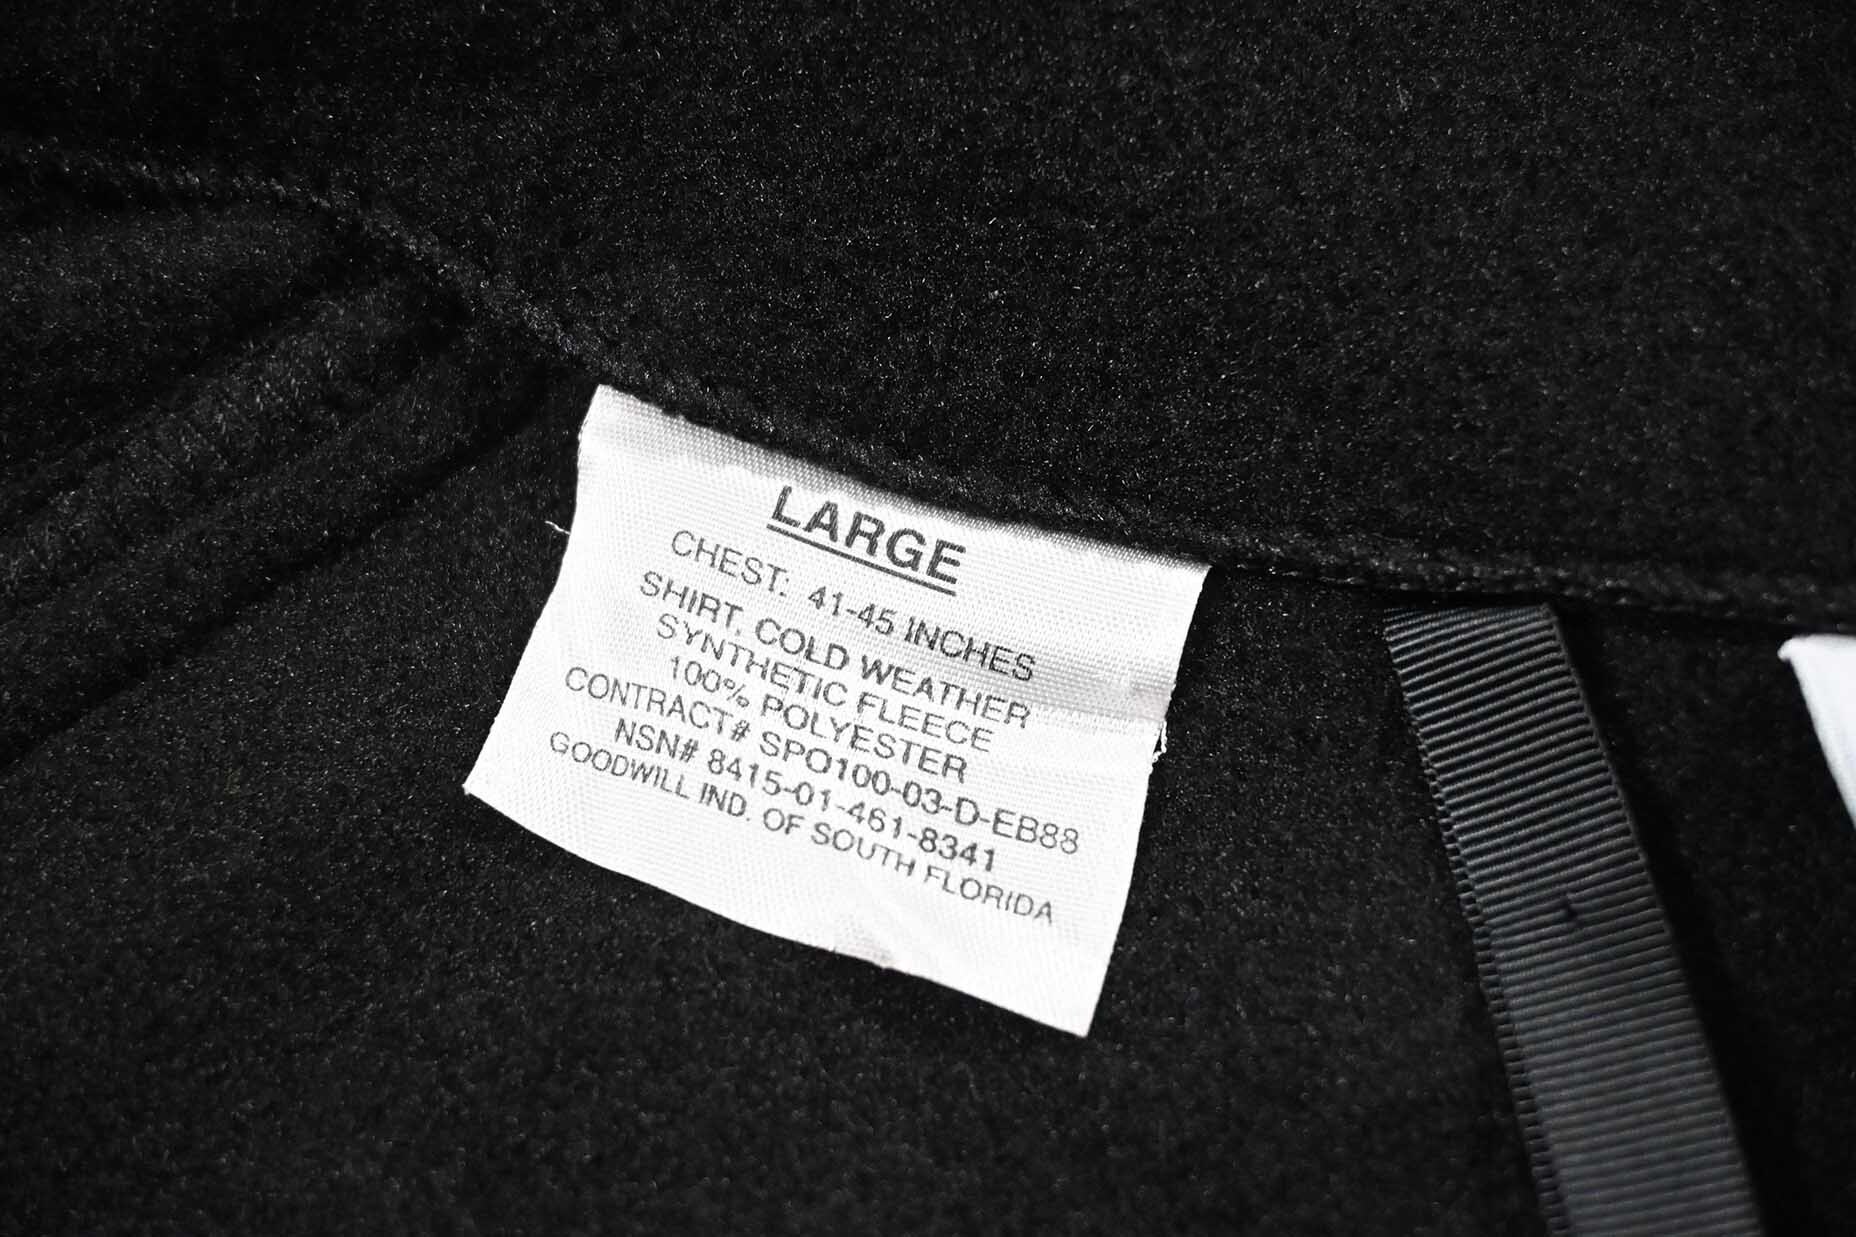 LARGE
CHEST: 41-45 INCHES
SHIRT, COLD WEATHER
SYNTHETIC FLEECE
100% POLYESTER
CONTRACT# SPO100-03-D-EB88
NSN# 8415-01-461-8341
GOODWILL IND. OF SOUTH FLORIDA